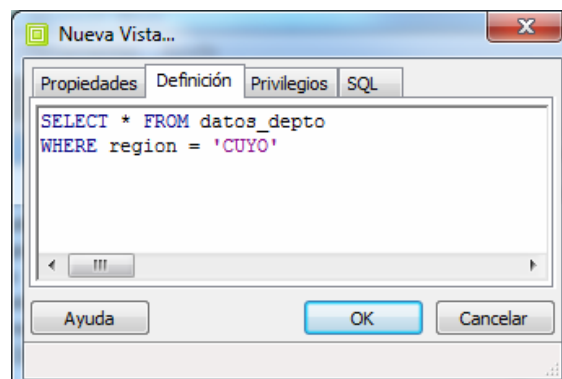 Nueva Vista...
Propiedades Definición Privilegios SQL
SELECT * FROM datos_depto
WHERE region = 'CUYO'
Ayuda OK Cancelar